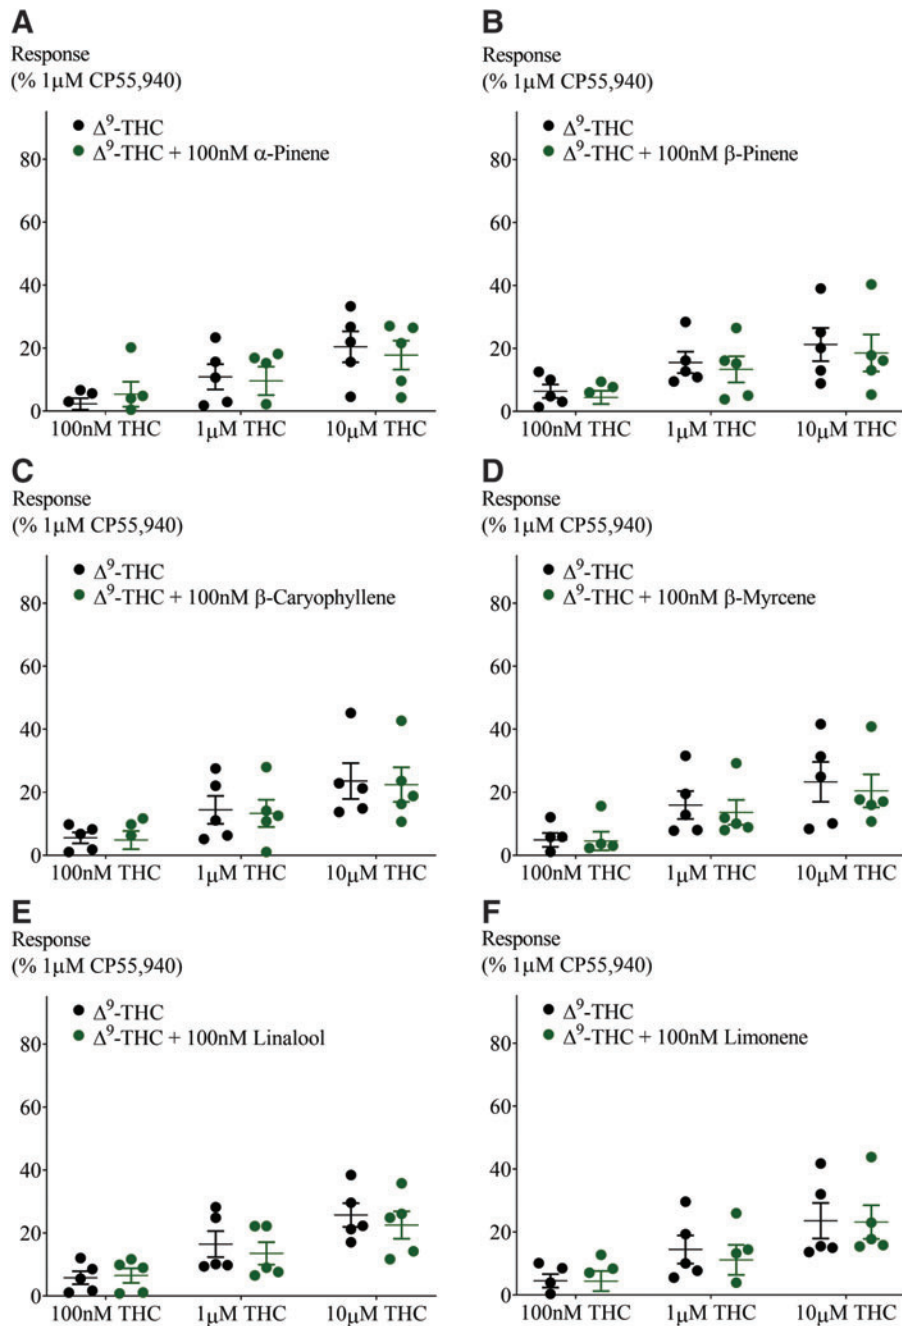 A
Response
(% 1μM CP55,940)
Δ⁹-THC
Δ⁹-THC + 100nM α-Pinene
80
60
40
20
0
100nM THC 1μM THC 10μM THC
B
Response
(% 1μM CP55,940)
Δ⁹-THC
Δ⁹-THC + 100nM β-Pinene
80
60
40
20
0
100nM THC 1μM THC 10μM THC
C
Response
(% 1μM CP55,940)
Δ⁹-THC
Δ⁹-THC + 100nM β-Caryophyllene
80
60
40
20
0
100nM THC 1μM THC 10μM THC
D
Response
(% 1μM CP55,940)
Δ⁹-THC
Δ⁹-THC + 100nM β-Myrcene
80
60
40
20
0
100nM THC 1μM THC 10μM THC
E
Response
(% 1μM CP55,940)
Δ⁹-THC
Δ⁹-THC + 100nM Linalool
80
60
40
20
0
100nM THC 1μM THC 10μM THC
F
Response
(% 1μM CP55,940)
Δ⁹-THC
Δ⁹-THC + 100nM Limonene
80
60
40
20
0
100nM THC 1μM THC 10μM THC